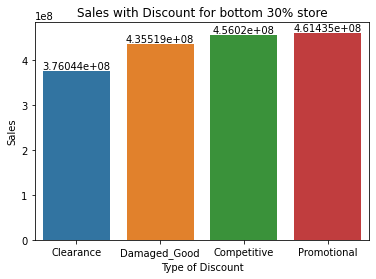 Sales with Discount for bottom 30% store
1e8
3.76044e+08
4.35519e+08
4.5602e+08
4.61435e+08
4
3
2
1
0
Sales
Clearance Damaged_Good Competitive Promotional
Type of Discount